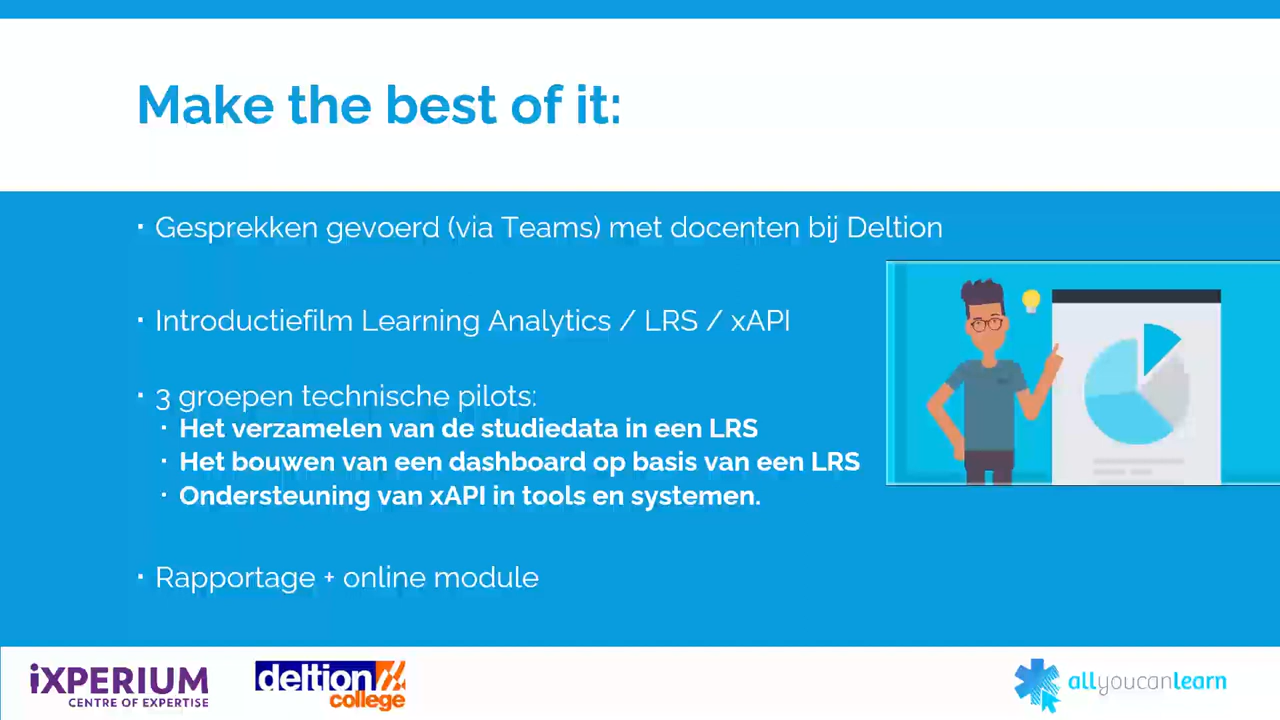 Make the best of it:
· Gesprekken gevoerd (via Teams) met docenten bij Deltion
· Introductiefilm Learning Analytics / LRS / xAPI
· 3 groepen technische pilots:
· Het verzamelen van de studiedata in een LRS
· Het bouwen van een dashboard op basis van een LRS
· Ondersteuning van xAPI in tools en systemen.
· Rapportage + online module
iXPERIUM
CENTRE OF EXPERTISE
deltion
college
allyoucanlearn